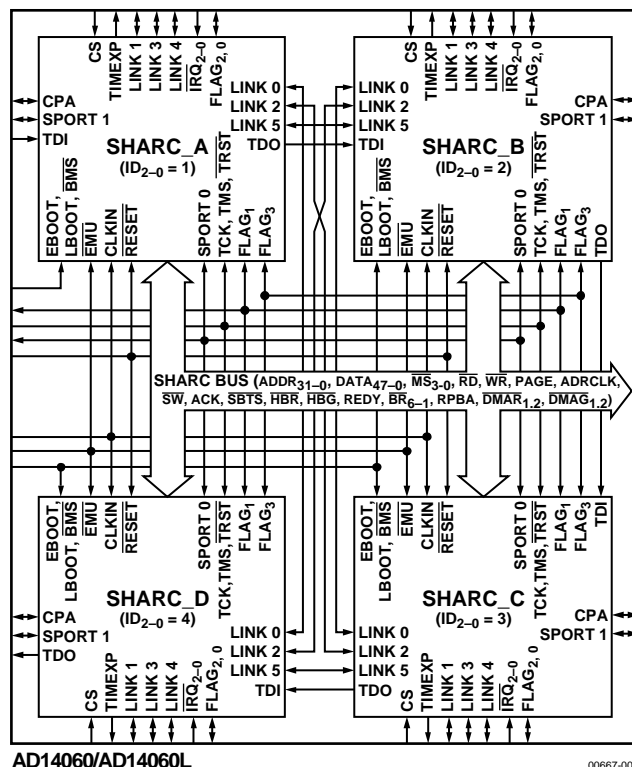 CS
TIMEXP
LINK 1
LINK 3
LINK 4
IRQ2–0
FLAG2, 0
CPA
SPORT 1
TDI
LINK 0
LINK 2
LINK 5
TDO
SHARC_A
(ID2–0 = 1)
EBOOT,
LBOOT, BMS
EMU
CLKIN
RESET
SPORT 0
TCK, TMS, TRST
FLAG1
FLAG3
CS
TIMEXP
LINK 1
LINK 3
LINK 4
IRQ2–0
FLAG2, 0
LINK 0
LINK 2
LINK 5
TDI
CPA
SPORT 1
SHARC_B
(ID2–0 = 2)
EBOOT,
LBOOT, BMS
EMU
CLKIN
RESET
SPORT 0
TCK, TMS, TRST
FLAG1
FLAG3
TDO
SHARC BUS (ADDR31–0, DATA47–0, MS3-0, RD, WR, PAGE, ADRCLK,
SW, ACK, SBTS, HBR, HBG, REDY, BR6–1, RPBA, DMAR1.2, DMAG1.2)
EBOOT,
LBOOT, BMS
EMU
CLKIN
RESET
SPORT 0
TCK, TMS, TRST
FLAG1
FLAG3
SHARC_D
(ID2–0 = 4)
CPA
SPORT 1
TDO
LINK 0
LINK 2
LINK 5
TDI
CS
TIMEXP
LINK 1
LINK 3
LINK 4
IRQ2–0
FLAG2, 0
EBOOT,
LBOOT, BMS
EMU
CLKIN
RESET
SPORT 0
TCK, TMS, TRST
FLAG1
FLAG3
TDI
SHARC_C
(ID2–0 = 3)
CPA
SPORT 1
LINK 0
LINK 2
LINK 5
TDO
CS
TIMEXP
LINK 1
LINK 3
LINK 4
IRQ2–0
FLAG2, 0
AD14060/AD14060L